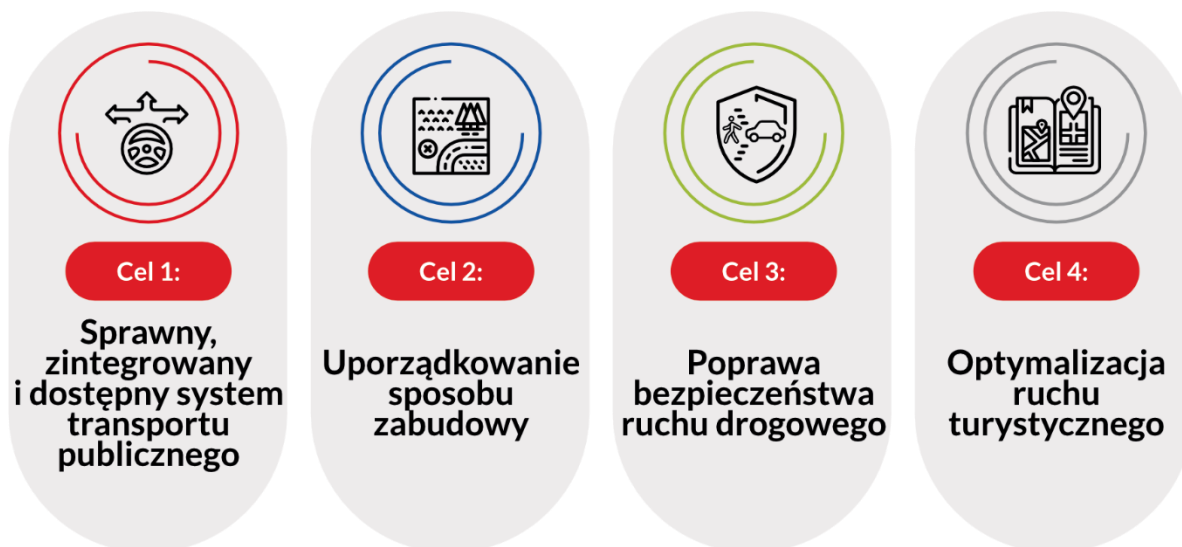 Cel 1:
Sprawny,
zintegrowany
i dostępny system
transportu
publicznego
Cel 2:
Uporządkowanie
sposobu
zabudowy
Cel 3:
Poprawa
bezpieczeństwa
ruchu drogowego
Cel 4:
Optymalizacja
ruchu
turystycznego